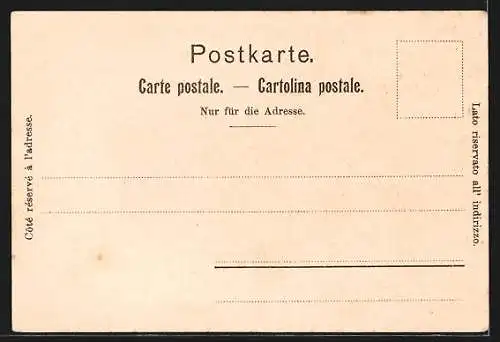 Postkarte.
Carte postale. — Cartolina postale.
Nur für die Adresse.
Côté réservé à l'adresse.
Lato riservato all' indirizzo.